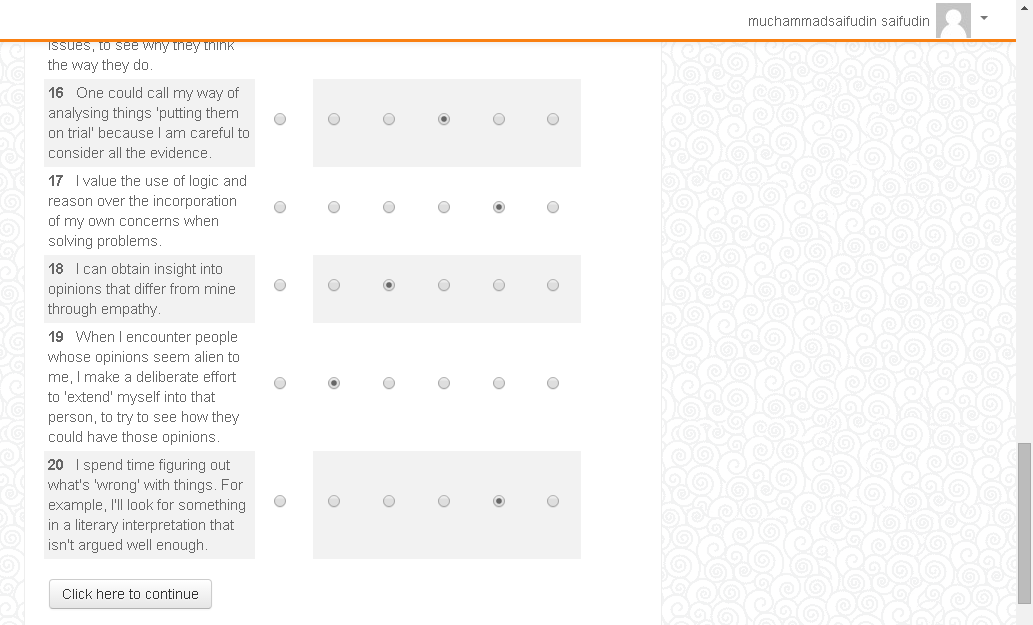 muchammadsaifudin saifudin
issues, to see why they think
the way they do.
16 One could call my way of
analysing things 'putting them
on trial' because I am careful to
consider all the evidence.
17 I value the use of logic and
reason over the incorporation
of my own concerns when
solving problems.
18 I can obtain insight into
opinions that differ from mine
through empathy.
19 When I encounter people
whose opinions seem alien to
me, I make a deliberate effort
to 'extend' myself into that
person, to try to see how they
could have those opinions.
20 I spend time figuring out
what's 'wrong' with things. For
example, I'll look for something
in a literary interpretation that
isn't argued well enough.
Click here to continue